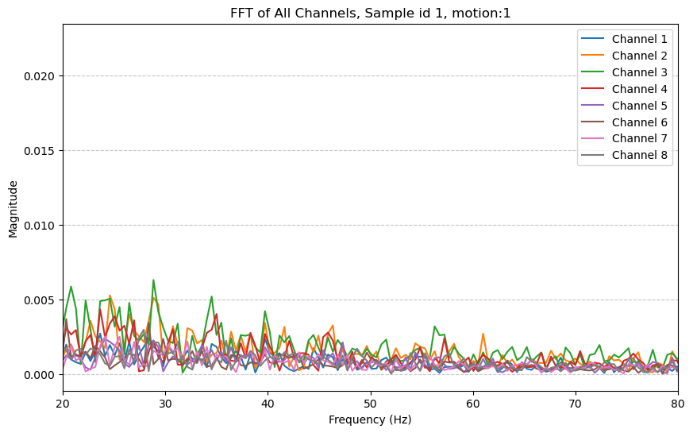 FFT of All Channels, Sample id 1, motion:1
Channel 1
Channel 2
Channel 3
Channel 4
Channel 5
Channel 6
Channel 7
Channel 8
Magnitude
0.020
0.015
0.010
0.005
0.000
20 30 40 50 60 70 80
Frequency (Hz)